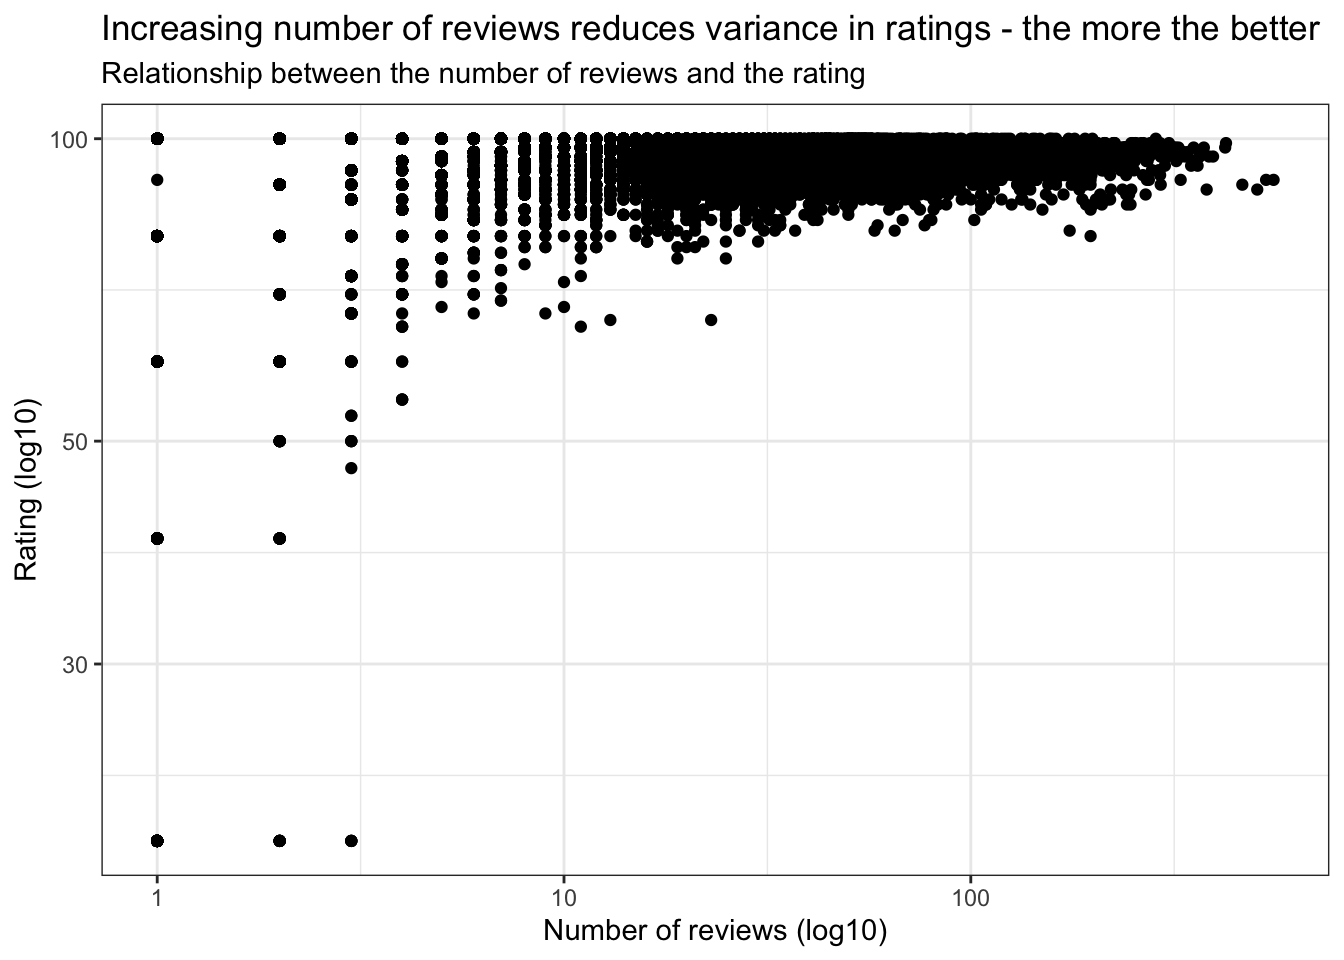 Increasing number of reviews reduces variance in ratings - the more the better
Relationship between the number of reviews and the rating
100
50
30
Rating (log10)
1
10
100
Number of reviews (log10)